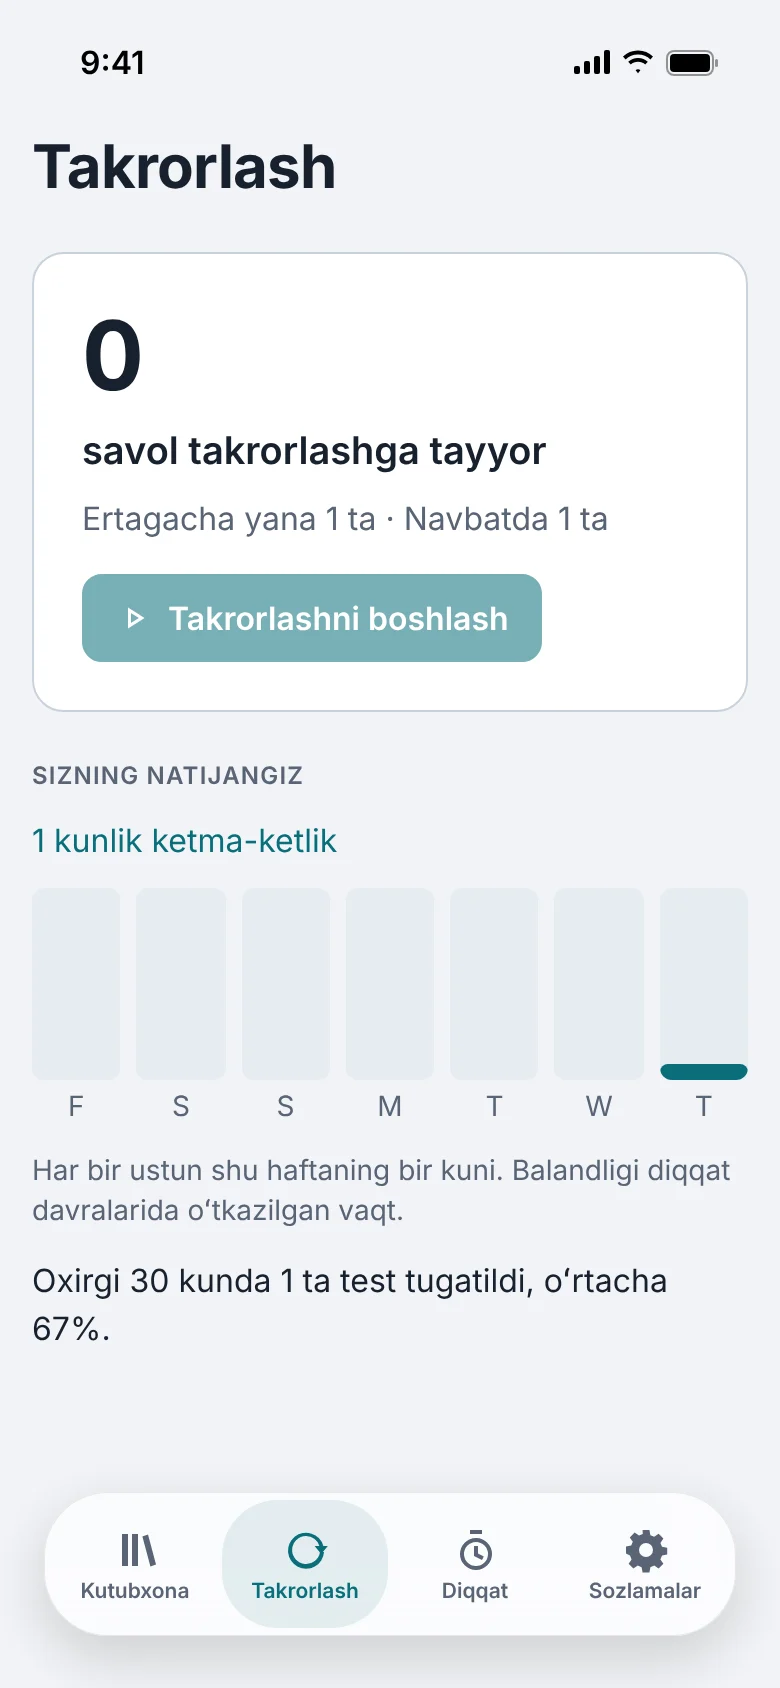 9:41
Takrorlash
0
savol takrorlashga tayyor
Ertagacha yana 1 ta · Navbatda 1 ta
Takrorlashni boshlash
SIZNING NATIJANGIZ
1 kunlik ketma-ketlik
F S S M T W T
Har bir ustun shu haftaning bir kuni. Balandligi diqqat
davralarida oʻtkazilgan vaqt.
Oxirgi 30 kunda 1 ta test tugatildi, oʻrtacha
67%.
Kutubxona Takrorlash Diqqat Sozlamalar